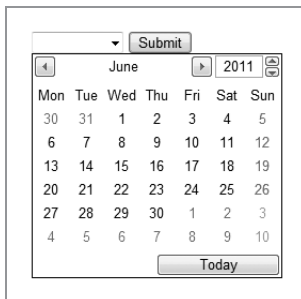 Submit
June 2011
Mon Tue Wed Thu Fri Sat Sun
30 31 1 2 3 4 5
6 7 8 9 10 11 12
13 14 15 16 17 18 19
20 21 22 23 24 25 26
27 28 29 30 1 2 3
4 5 6 7 8 9 10
Today